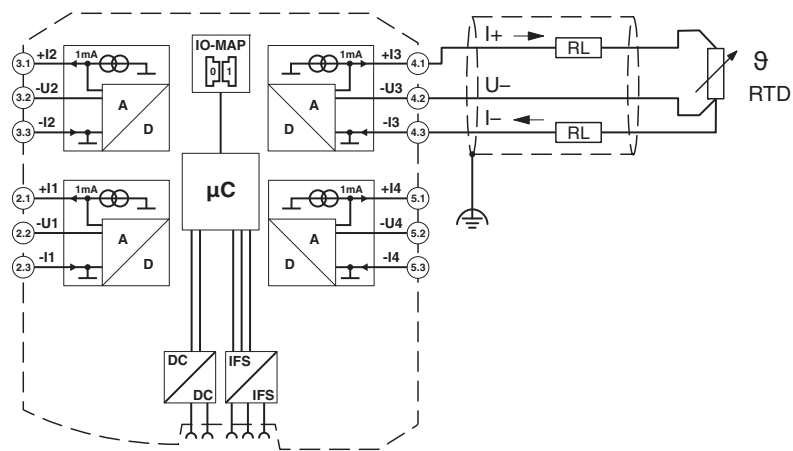 IO-MAP
0 1
3.1 +I2 1mA
3.2 -U2
3.3 -I2
A
D
1mA +I3 4.1
-U3 4.2
-I3 4.3
A
D
I+
RL
U–
I–
RL
ϑ
RTD
µC
2.1 +I1 1mA
2.2 -U1
2.3 -I1
A
D
1mA +I4 5.1
-U4 5.2
-I4 5.3
A
D
DC
DC
IFS
IFS